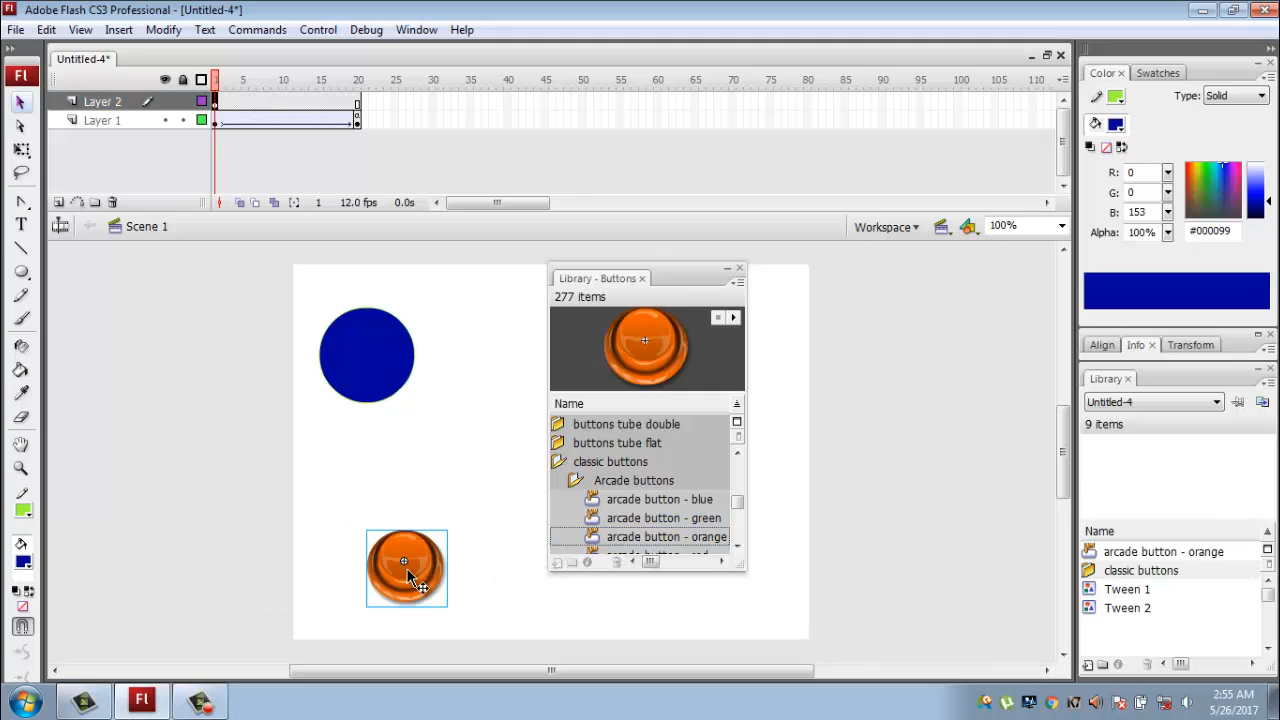 Adobe Flash CS3 Professional - [Untitled-4*]
File Edit View Insert Modify Text Commands Control Debug Window Help
Untitled-4*
Fl
1 5 10 15 20 25 30 35 40 45 50 55 60 65 70 75 80 85 90 95 100 105 110
Layer 2
Layer 1
1 12.0 fps 0.0s
Scene 1
Workspace
100%
Library - Buttons
277 items
Name
buttons tube double
buttons tube flat
classic buttons
Arcade buttons
arcade button - blue
arcade button - green
arcade button - orange
Color Swatches
Type: Solid
R: 0
G: 0
B: 153
Alpha: 100% #000099
Align Info Transform
Library
Untitled-4
9 items
Name
arcade button - orange
classic buttons
Tween 1
Tween 2
Fl
2:55 AM
5/26/2017